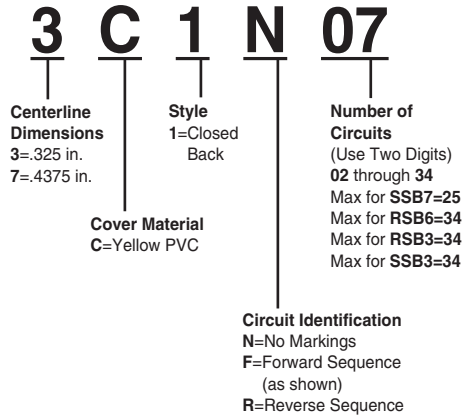 3 C 1 N 07
Centerline
Dimensions
3=.325 in.
7=.4375 in.
Cover Material
C=Yellow PVC
Style
1=Closed
Back
Circuit Identification
N=No Markings
F=Forward Sequence
(as shown)
R=Reverse Sequence
Number of
Circuits
(Use Two Digits)
02 through 34
Max for SSB7=25
Max for RSB6=34
Max for RSB3=34
Max for SSB3=34